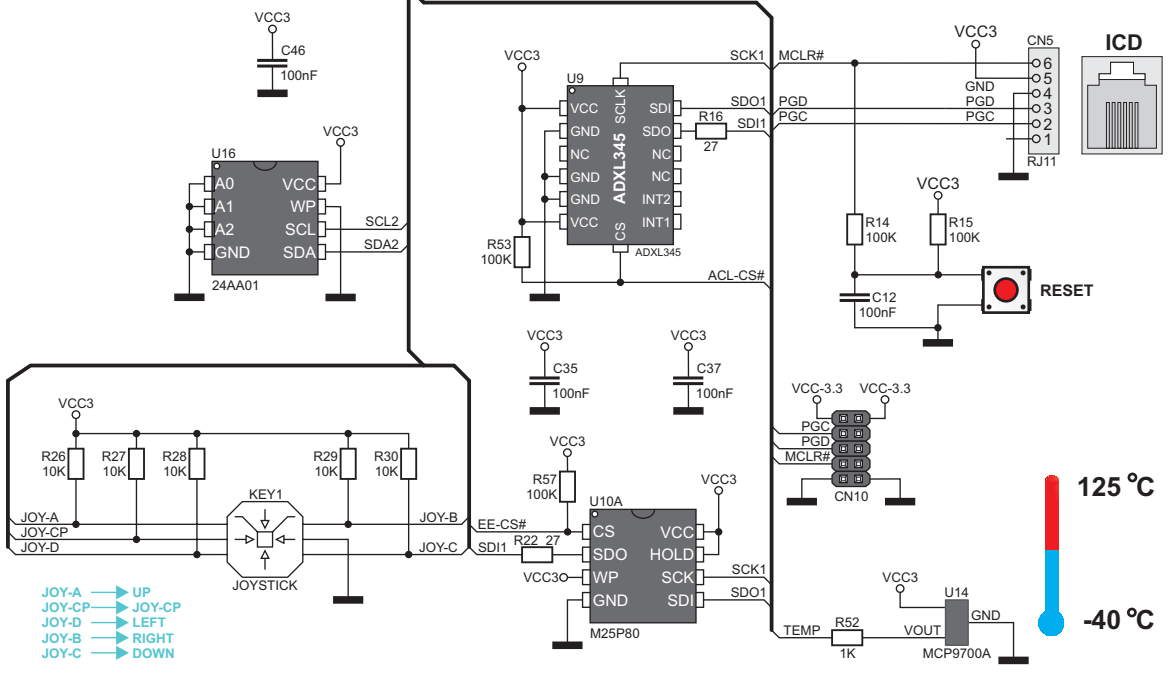 VCC3
C46
100nF
VCC3
U16
A0
A1
A2
GND
VCC
WP
SCL
SDA
24AA01
SCL2
SDA2
VCC3
U9
VCC
GND
NC
GND
GND
VCC
SCLK
ADXL345
CS
SDI
SDO
NC
NC
INT2
INT1
ADXL345
R53
100K
SCK1
SDO1
SDI1
R16
27
ACL-CS#
MCLR#
PGD
PGC
VCC3
CN5
GND
PGD
PGC
6
5
4
3
2
1
RJ11
ICD
VCC3
R14
100K
R15
100K
C12
100nF
RESET
VCC3
C35
100nF
VCC3
C37
100nF
VCC-3.3
VCC-3.3
PGC
PGD
MCLR#
CN10
VCC3
R26
10K
R27
10K
R28
10K
R29
10K
R30
10K
KEY1
JOY-A
JOY-CP
JOY-D
JOY-B
JOY-C
JOYSTICK
JOY-A UP
JOY-CP JOY-CP
JOY-D LEFT
JOY-B RIGHT
JOY-C DOWN
VCC3
R57
100K
U10A
EE-CS#
SDI1
R22 27
VCC3
CS
SDO
WP
GND
VCC
HOLD
SCK
SDI
M25P80
VCC3
SCK1
SDO1
TEMP
R52
1K
VOUT
VCC3
U14
GND
MCP9700A
125 °C
-40 °C